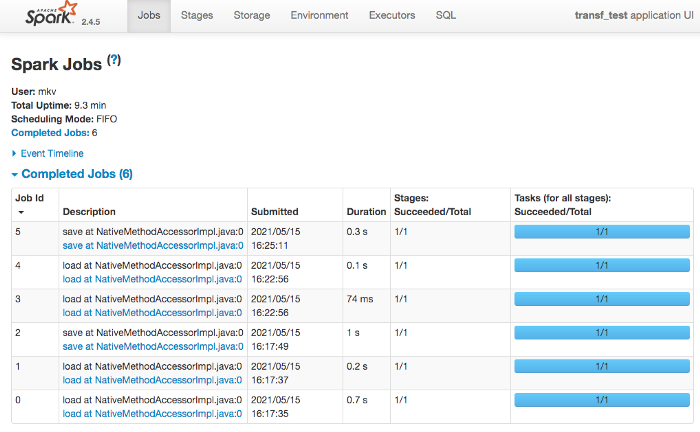 APACHE
Spark 2.4.5 Jobs Stages Storage Environment Executors SQL transf_test application UI
Spark Jobs (?)
User: mkv
Total Uptime: 9.3 min
Scheduling Mode: FIFO
Completed Jobs: 6
Event Timeline
Completed Jobs (6)
Job Id Description Submitted Duration Stages: Succeeded/Total Tasks (for all stages): Succeeded/Total
5 save at NativeMethodAccessorImpl.java:0 2021/05/15 0.3 s 1/1 1/1
save at NativeMethodAccessorImpl.java:0 16:25:11
4 load at NativeMethodAccessorImpl.java:0 2021/05/15 0.1 s 1/1 1/1
load at NativeMethodAccessorImpl.java:0 16:22:56
3 load at NativeMethodAccessorImpl.java:0 2021/05/15 74 ms 1/1 1/1
load at NativeMethodAccessorImpl.java:0 16:22:56
2 save at NativeMethodAccessorImpl.java:0 2021/05/15 1 s 1/1 1/1
save at NativeMethodAccessorImpl.java:0 16:17:49
1 load at NativeMethodAccessorImpl.java:0 2021/05/15 0.2 s 1/1 1/1
load at NativeMethodAccessorImpl.java:0 16:17:37
0 load at NativeMethodAccessorImpl.java:0 2021/05/15 0.7 s 1/1 1/1
load at NativeMethodAccessorImpl.java:0 16:17:35